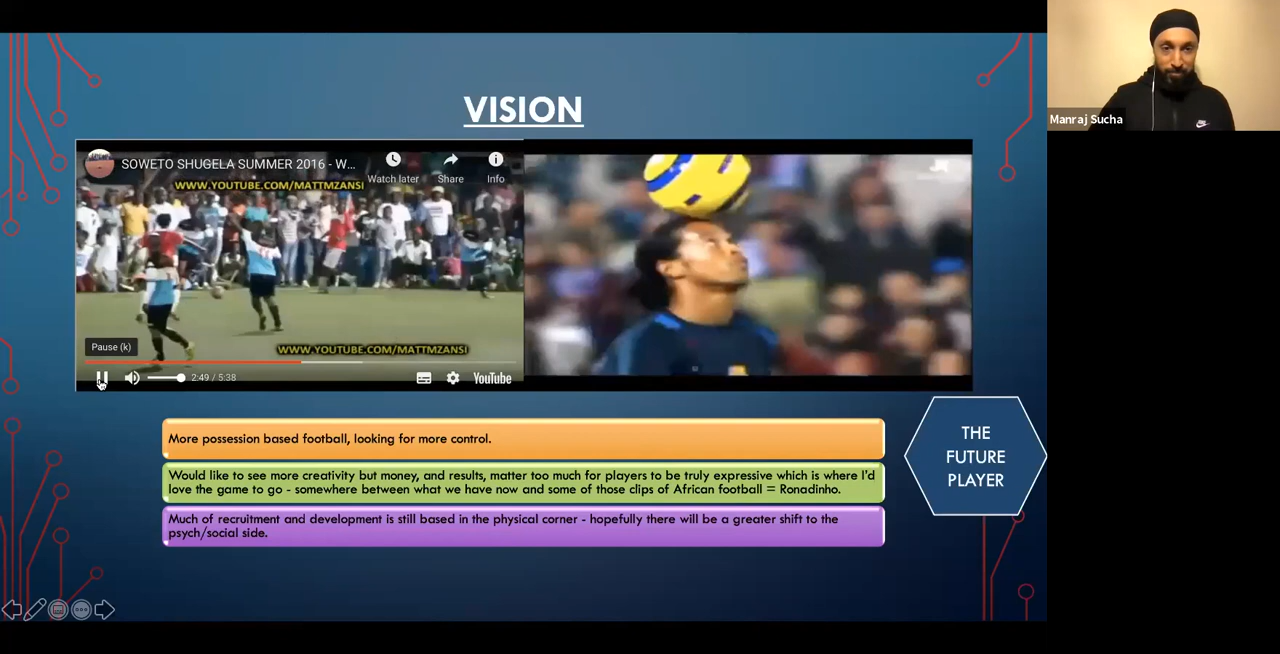 VISION
Manraj Sucha
SOWETO SHUGELA SUMMER 2016 - W...
Watch later
Share
Info
WWW.YOUTUBE.COM/MATTMZANSI
WWW.YOUTUBE.COM/MATTMZANSI
Pause (k)
2:49 / 5:38
YouTube
More possession based football, looking for more control.
Would like to see more creativity but money, and results, matter too much for players to be truly expressive which is where I'd
love the game to go - somewhere between what we have now and some of those clips of African football = Ronadinho.
Much of recruitment and development is still based in the physical corner - hopefully there will be a greater shift to the
psych/social side.
THE
FUTURE
PLAYER